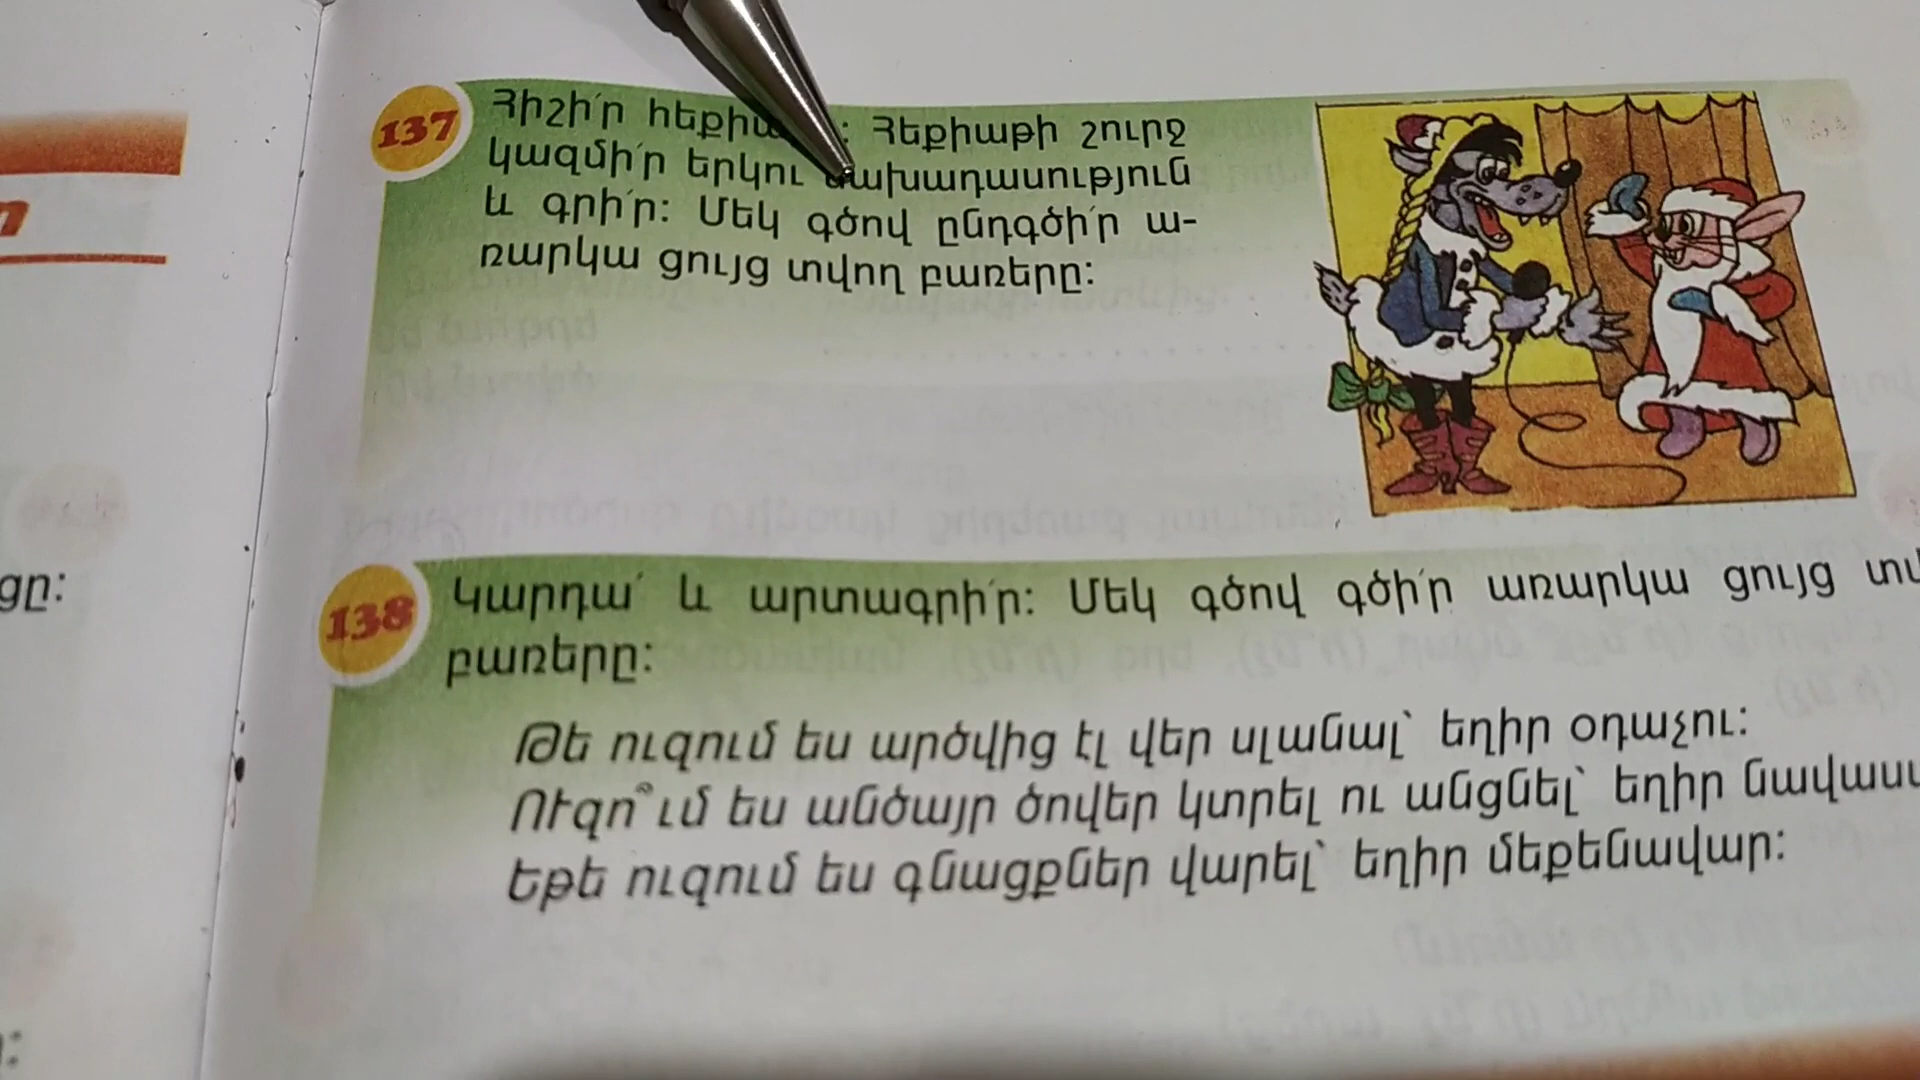 137 Հիշի՛ր : Հեքիաթի շուրջ
կազմի՛ր երկու նախադասություն
և գրի՛ր: Մեկ գծով ընդգծի՛ր ա-
ռարկա ցույց տվող բառերը:
ցը:
138 Կարդա՛ և արտագրի՛ր: Մեկ գծով գծի՛ր առարկա ցույց
բառերը:
Թե ուզում ես արծվից էլ վեր սլանալ՝ եղիր օդաչու:
Ուզո՞ւմ ես անծայր ծովեր կտրել ու անցնել՝ եղիր
Եթե ուզում ես գնացքներ վարել՝ եղիր մեքենավար: